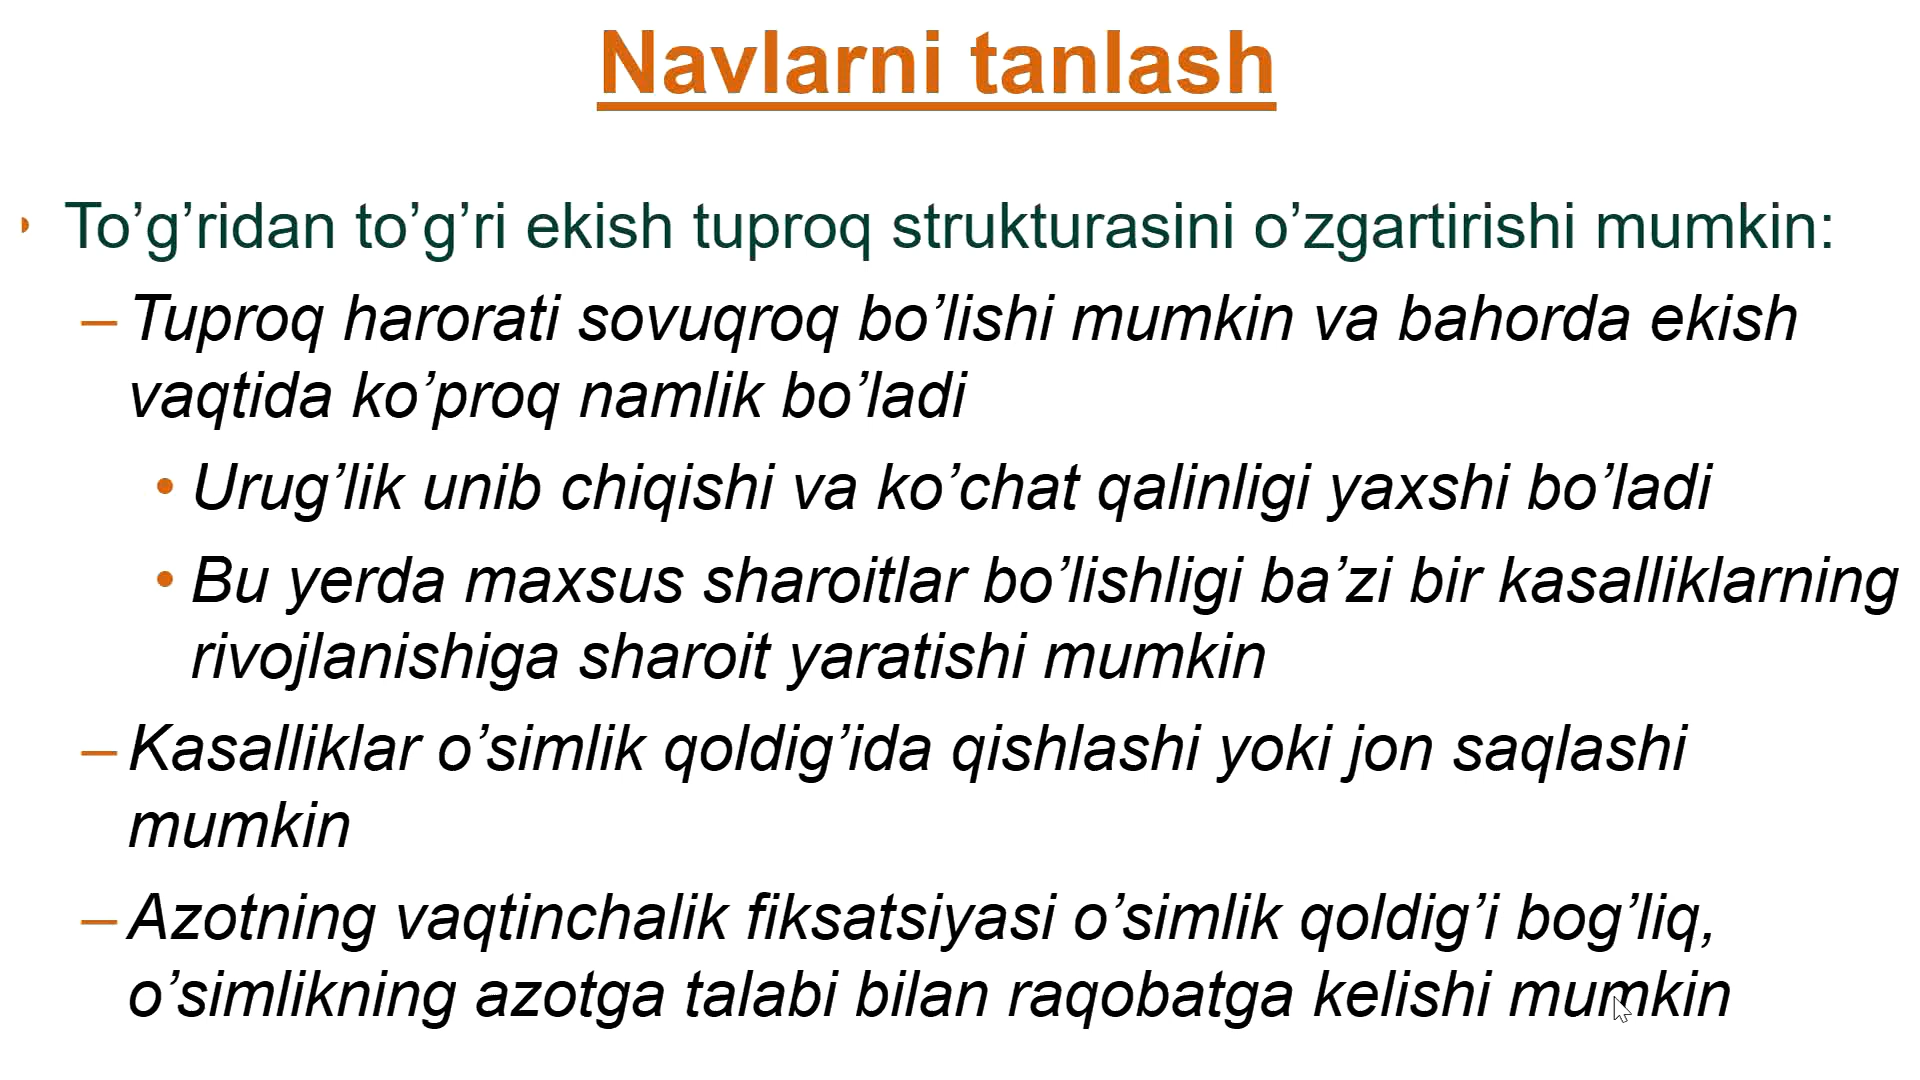 Navlarni tanlash
• To’g’ridan to’g’ri ekish tuproq strukturasini o’zgartirishi mumkin:
– Tuproq harorati sovuqroq bo’lishi mumkin va bahorda ekish
vaqtida ko’proq namlik bo’ladi
• Urug’lik unib chiqishi va ko’chat qalinligi yaxshi bo’ladi
• Bu yerda maxsus sharoitlar bo’lishligi ba’zi bir kasalliklarning
rivojlanishiga sharoit yaratishi mumkin
– Kasalliklar o’simlik qoldig’ida qishlashi yoki jon saqlashi
mumkin
– Azotning vaqtinchalik fiksatsiyasi o’simlik qoldig’i bog’liq,
o’simlikning azotga talabi bilan raqobatga kelishi mumkin